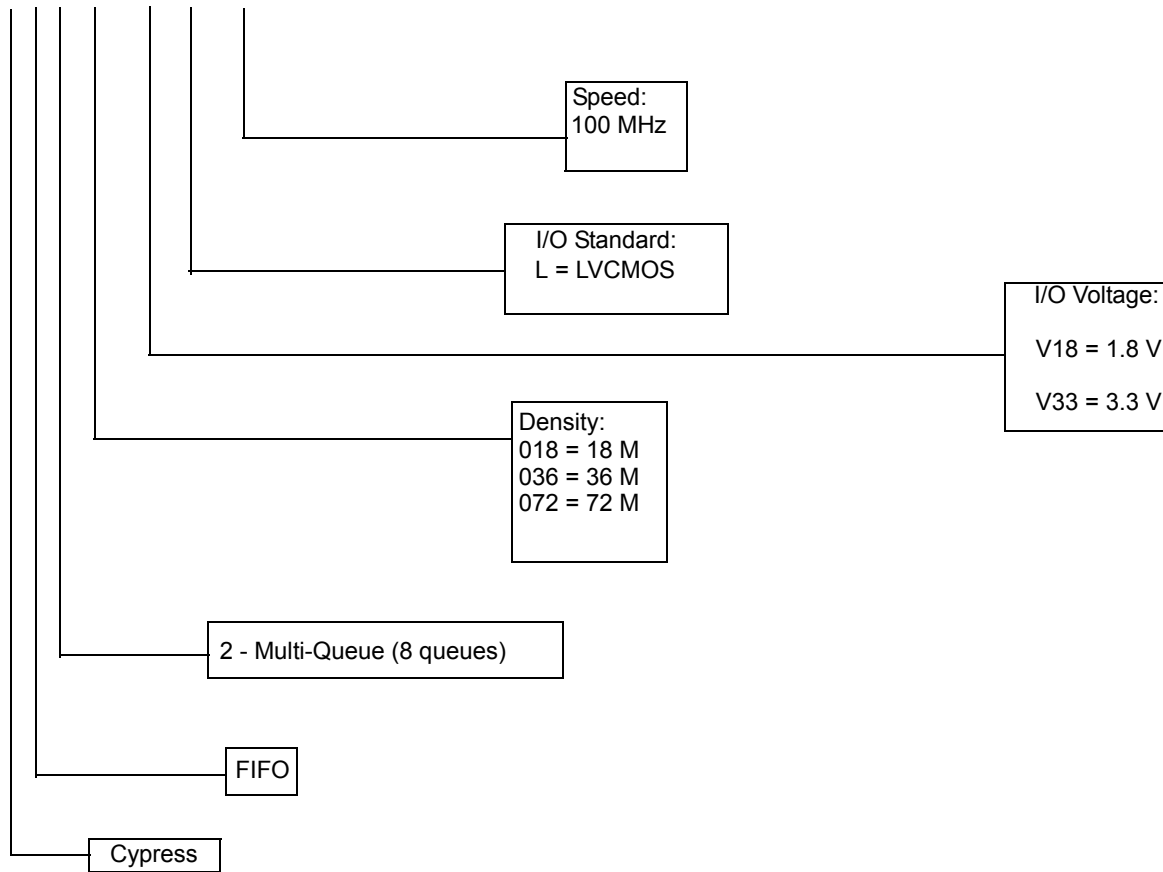 Speed:
100 MHz
I/O Standard:
L = LVCMOS
I/O Voltage:
V18 = 1.8 V
V33 = 3.3 V
Density:
018 = 18 M
036 = 36 M
072 = 72 M
2 - Multi-Queue (8 queues)
FIFO
Cypress